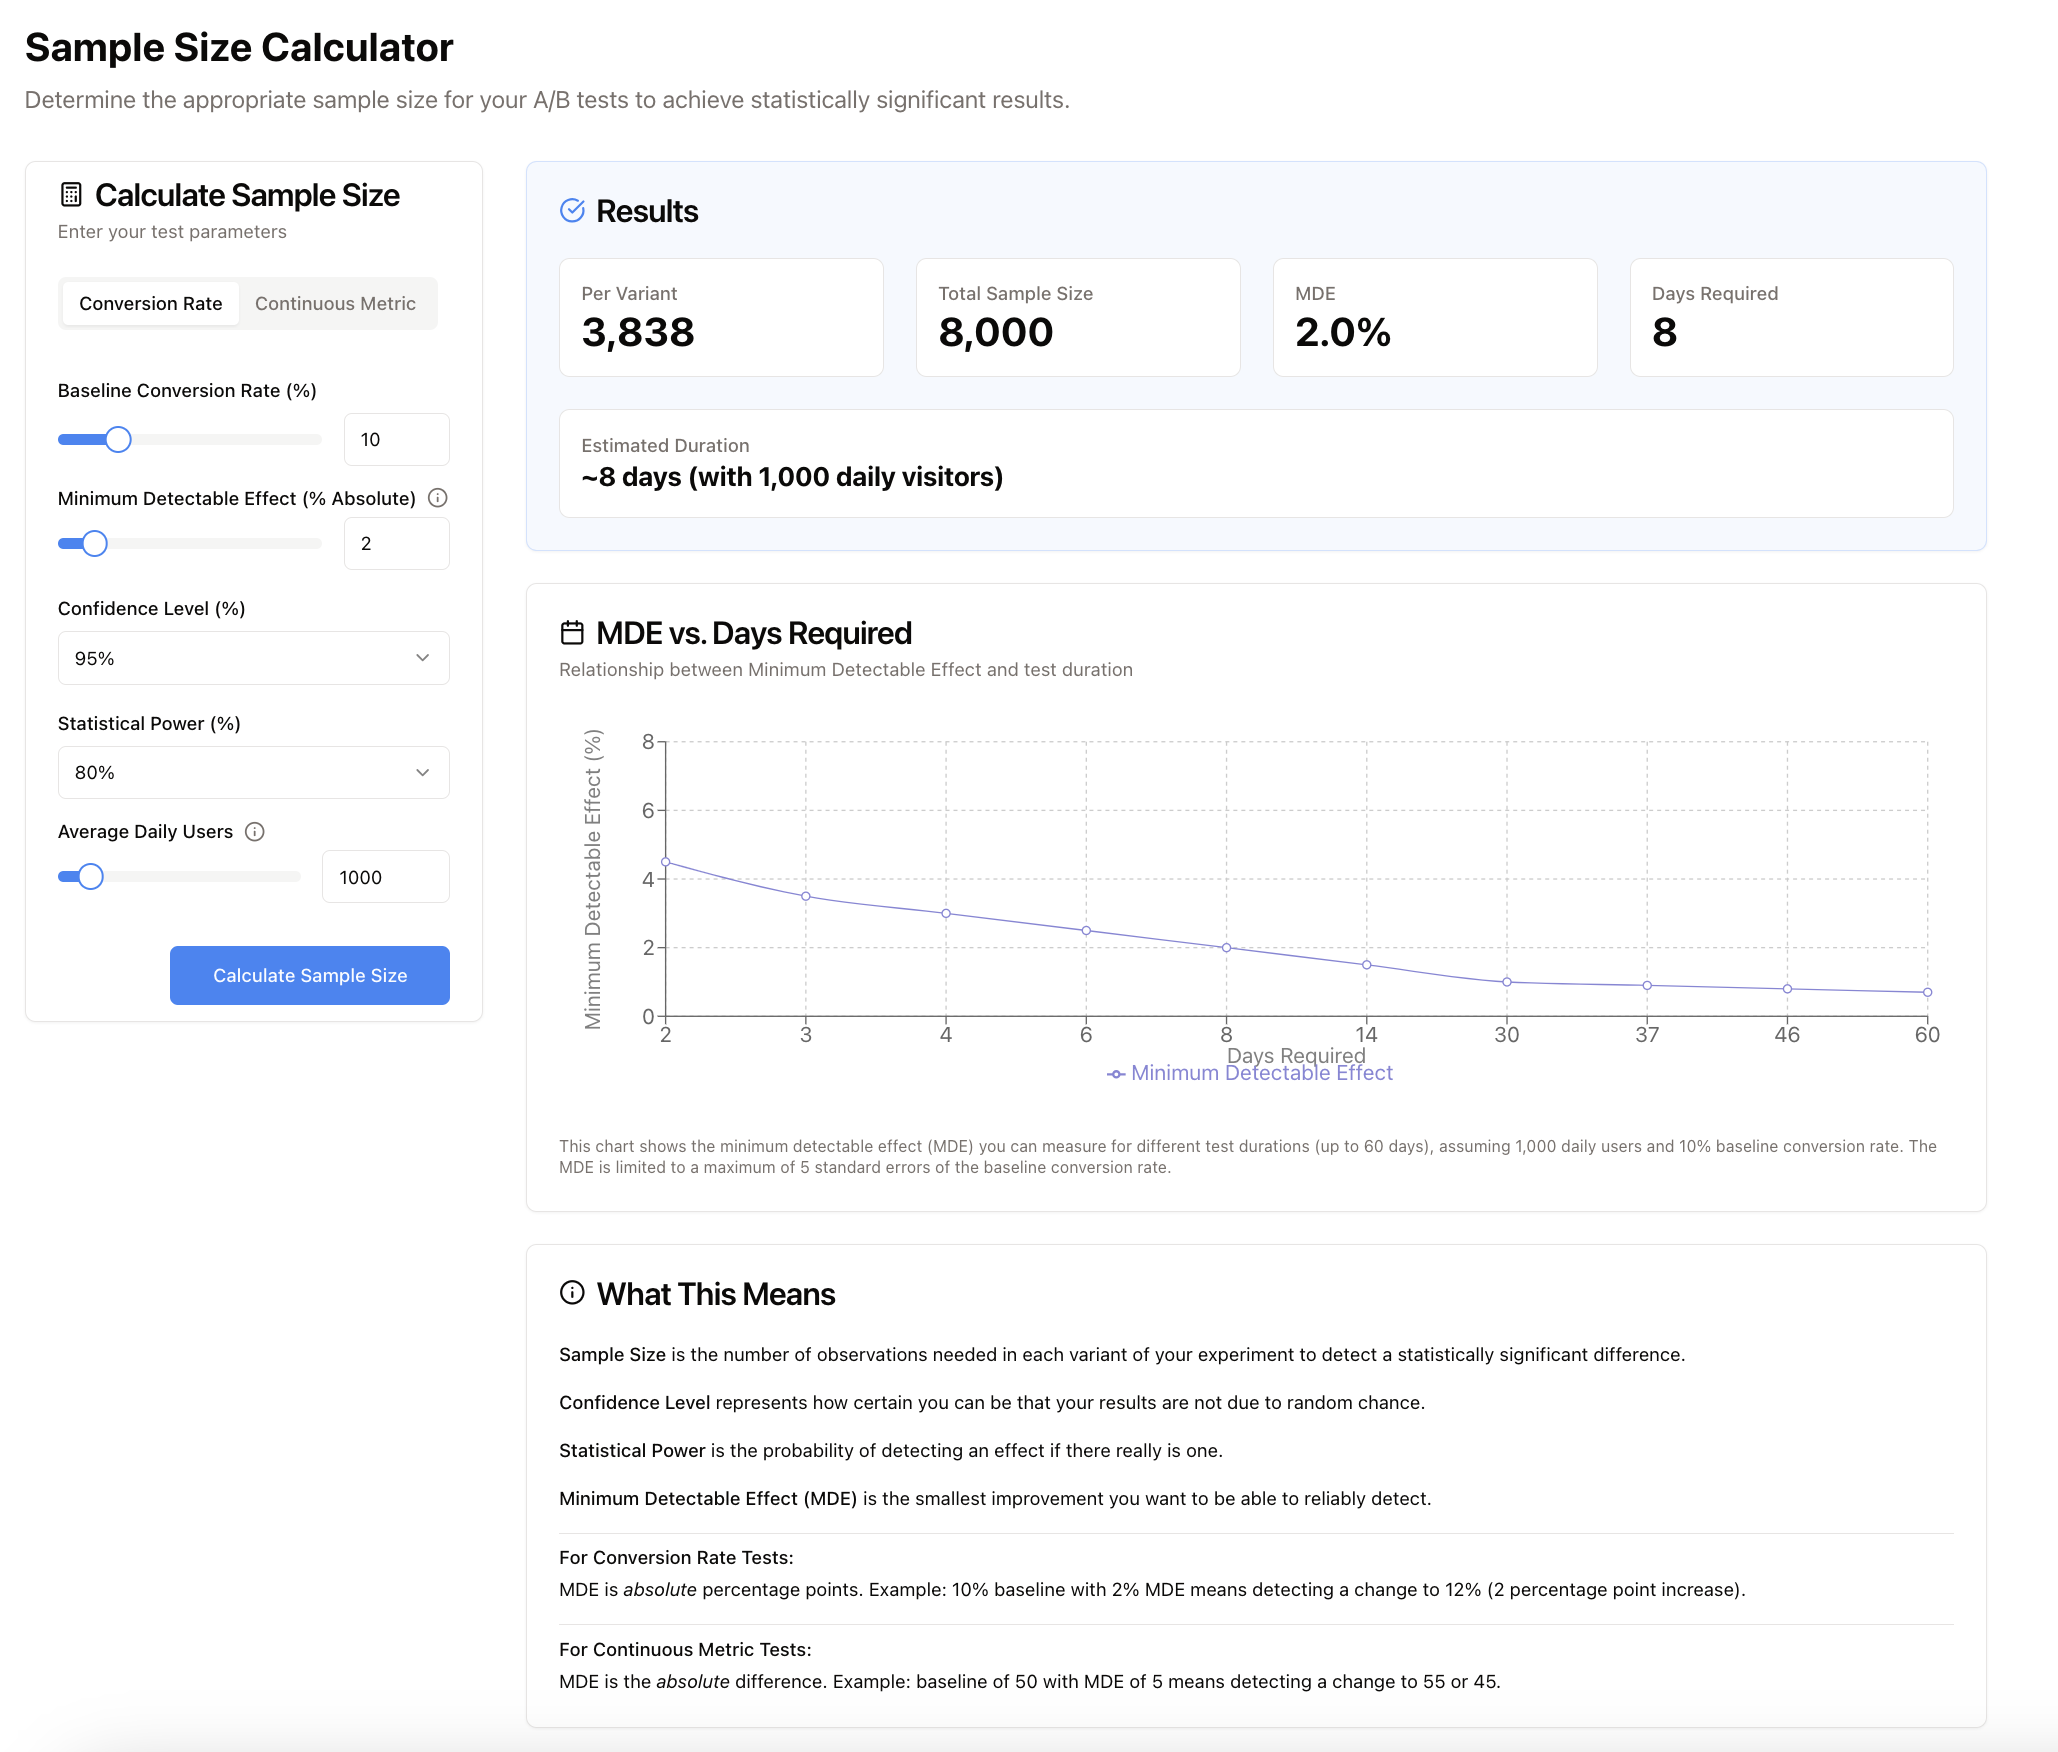 Sample Size Calculator
Determine the appropriate sample size for your A/B tests to achieve statistically significant results.
Calculate Sample Size
Enter your test parameters
Conversion Rate
Continuous Metric
Baseline Conversion Rate (%)
10
Minimum Detectable Effect (% Absolute)
2
Confidence Level (%)
95%
Statistical Power (%)
80%
Average Daily Users
1000
Calculate Sample Size
Results
Per Variant
3,838
Total Sample Size
8,000
MDE
2.0%
Days Required
8
Estimated Duration
~8 days (with 1,000 daily visitors)
MDE vs. Days Required
Relationship between Minimum Detectable Effect and test duration
Minimum Detectable Effect (%)
8
6
4
2
0
2 3 4 6 8 14 30 37 46 60
Days Required
Minimum Detectable Effect
This chart shows the minimum detectable effect (MDE) you can measure for different test durations (up to 60 days), assuming 1,000 daily users and 10% baseline conversion rate. The
MDE is limited to a maximum of 5 standard errors of the baseline conversion rate.
What This Means
Sample Size is the number of observations needed in each variant of your experiment to detect a statistically significant difference.
Confidence Level represents how certain you can be that your results are not due to random chance.
Statistical Power is the probability of detecting an effect if there really is one.
Minimum Detectable Effect (MDE) is the smallest improvement you want to be able to reliably detect.
For Conversion Rate Tests:
MDE is absolute percentage points. Example: 10% baseline with 2% MDE means detecting a change to 12% (2 percentage point increase).
For Continuous Metric Tests:
MDE is the absolute difference. Example: baseline of 50 with MDE of 5 means detecting a change to 55 or 45.